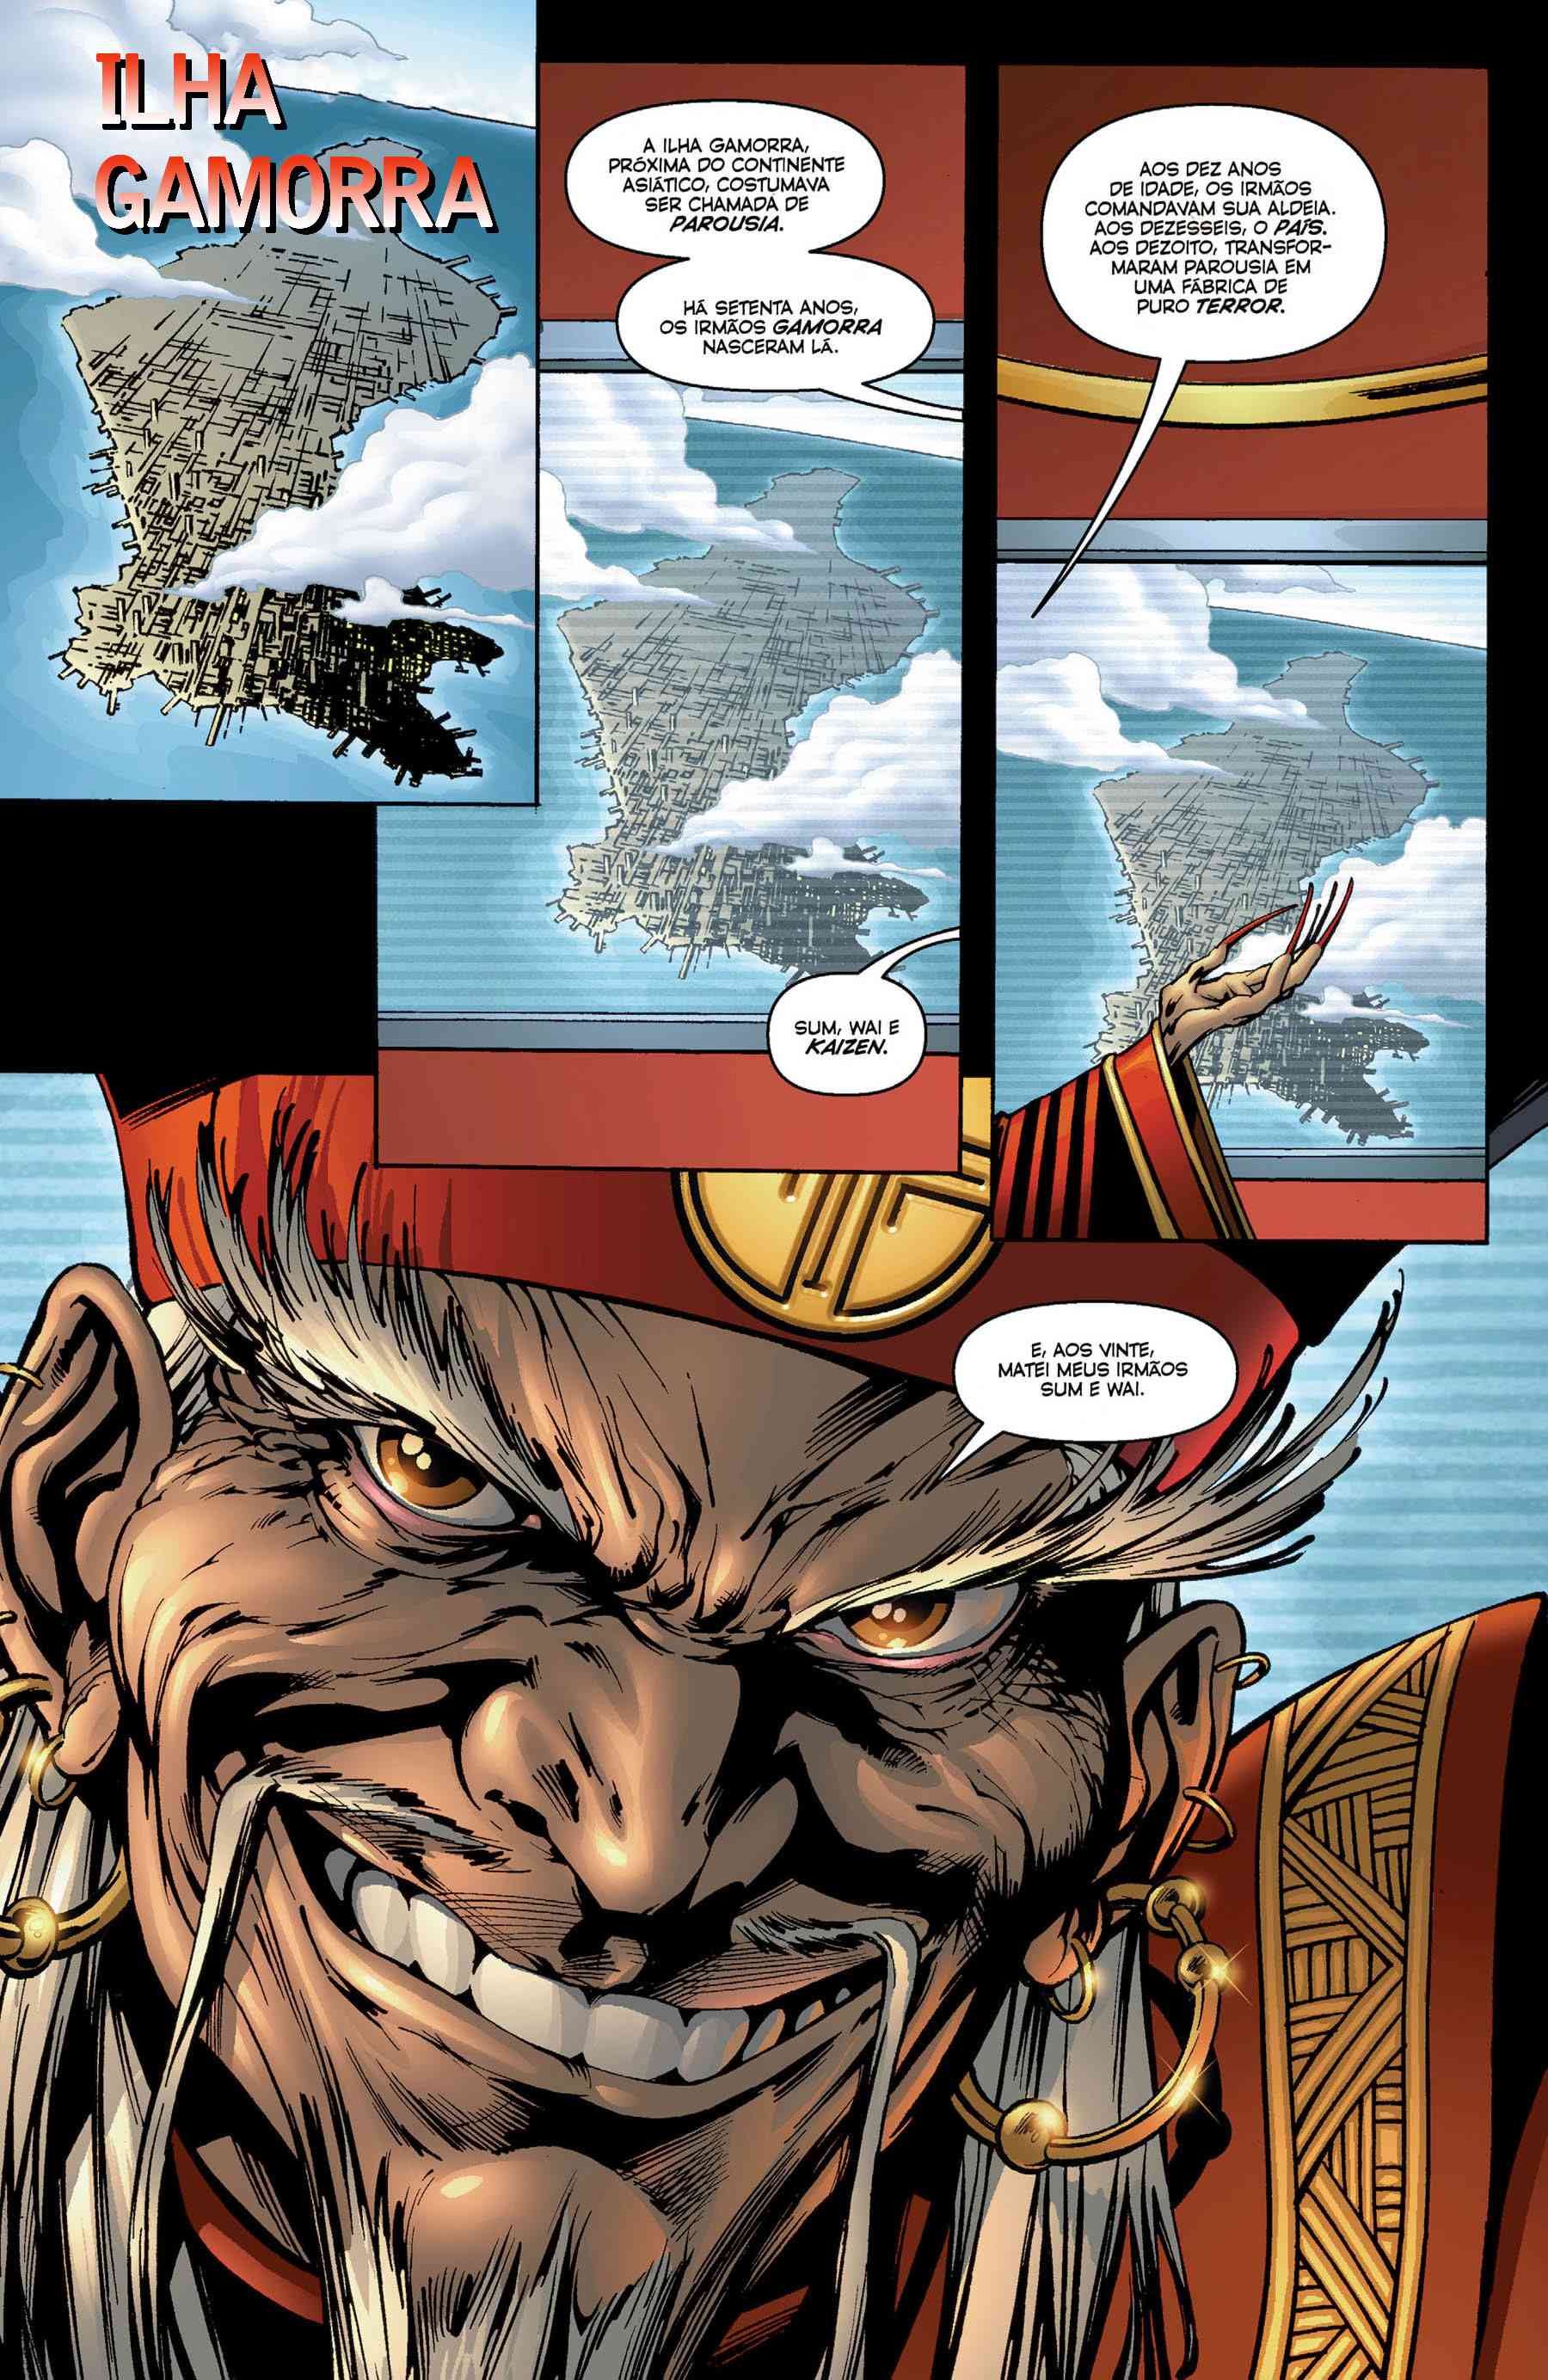 ILHA
GAMORRA
A ILHA GAMORRA,
PRÓXIMA DO CONTINENTE
ASIÁTICO, COSTUMAVA
SER CHAMADA DE
PAROUSIA.
HÁ SETENTA ANOS,
OS IRMÃOS GAMORRA
NASCERAM LÁ.
SUM, WAI E
KAIZEN.
AOS DEZ ANOS
DE IDADE, OS IRMÃOS
COMANDAVAM SUA ALDEIA.
AOS DEZESSEIS, O PAÍS.
AOS DEZOITO, TRANSFOR-
MARAM PAROUSIA EM
UMA FÁBRICA DE
PURO TERROR.
E, AOS VINTE,
MATEI MEUS IRMÃOS
SUM E WAI.